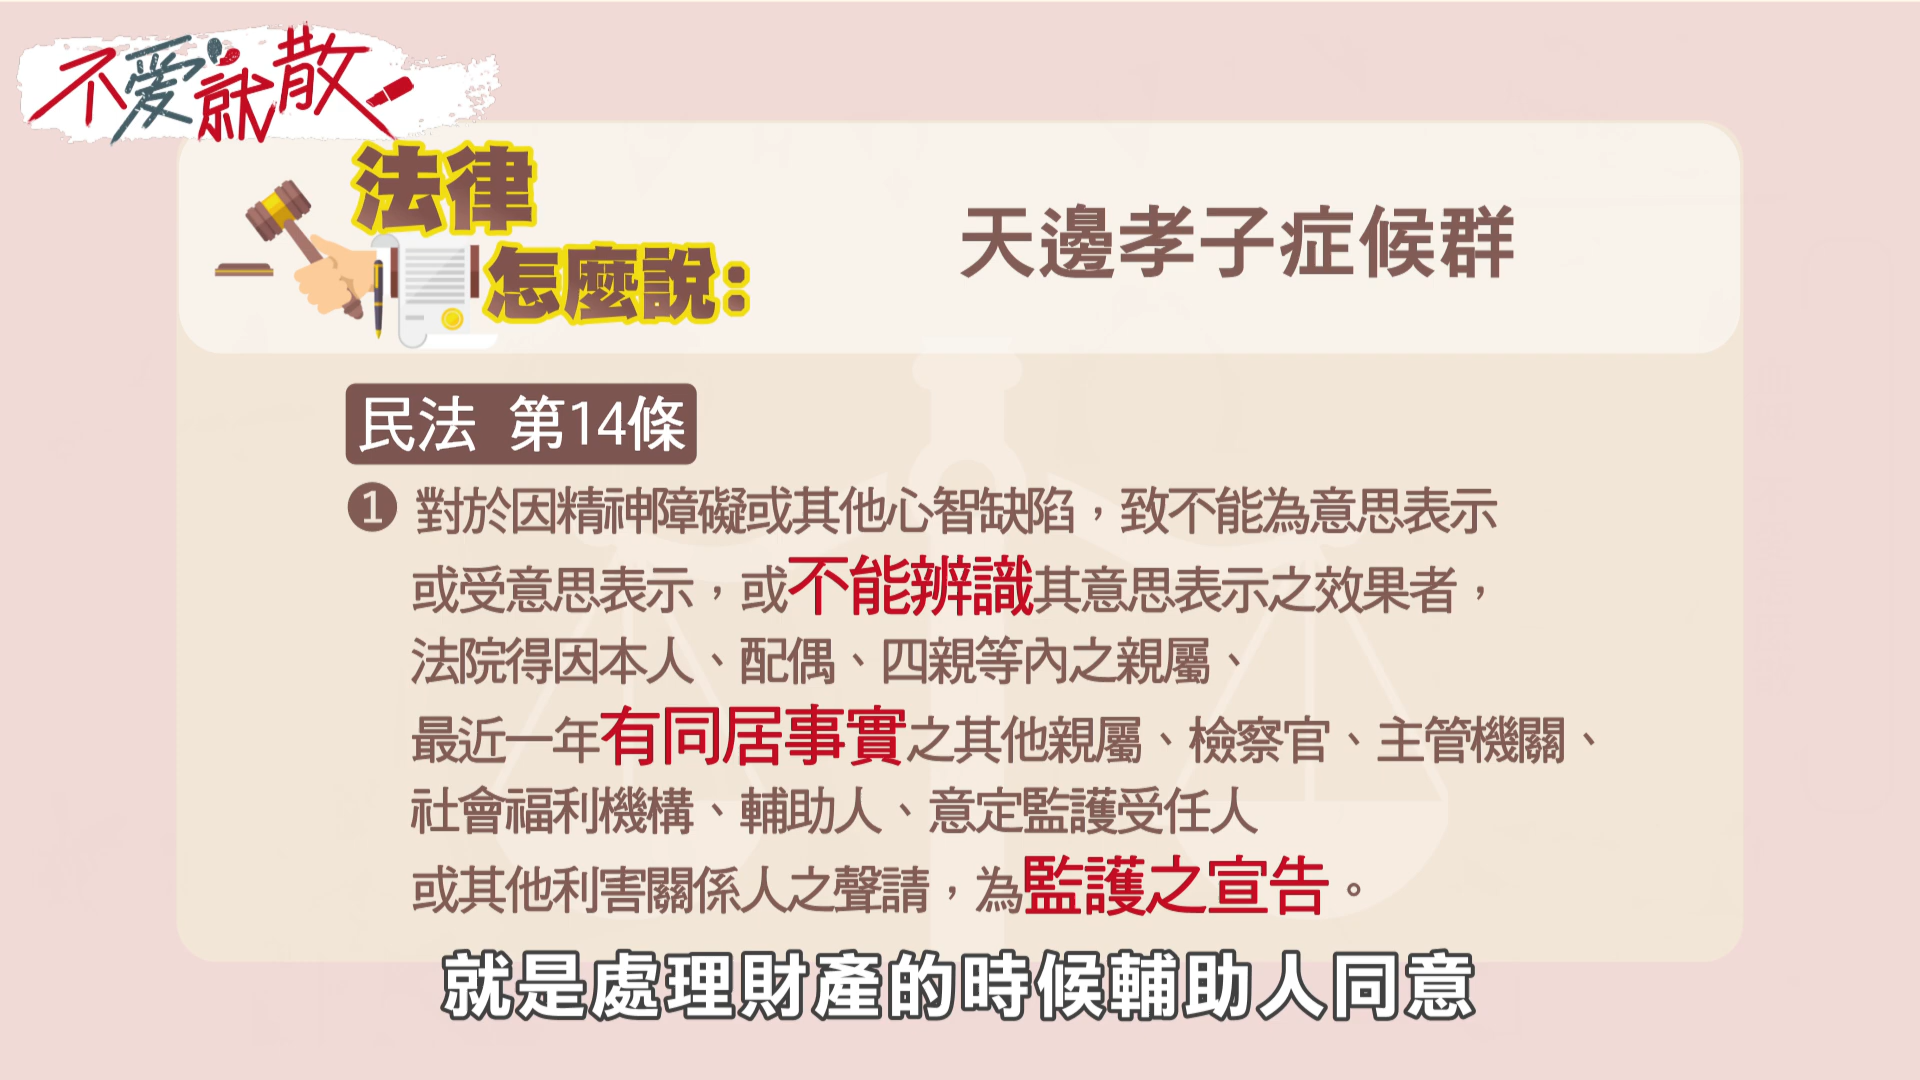 不愛就散
法律
怎麼說:
天邊孝子症候群
民法 第14條
❶ 對於因精神障礙或其他心智缺陷，致不能為意思表示
或受意思表示，或不能辨識其意思表示之效果者，
法院得因本人、配偶、四親等內之親屬、
最近一年有同居事實之其他親屬、檢察官、主管機關、
社會福利機構、輔助人、意定監護受任人
或其他利害關係人之聲請，為監護之宣告。
就是處理財產的時候輔助人同意